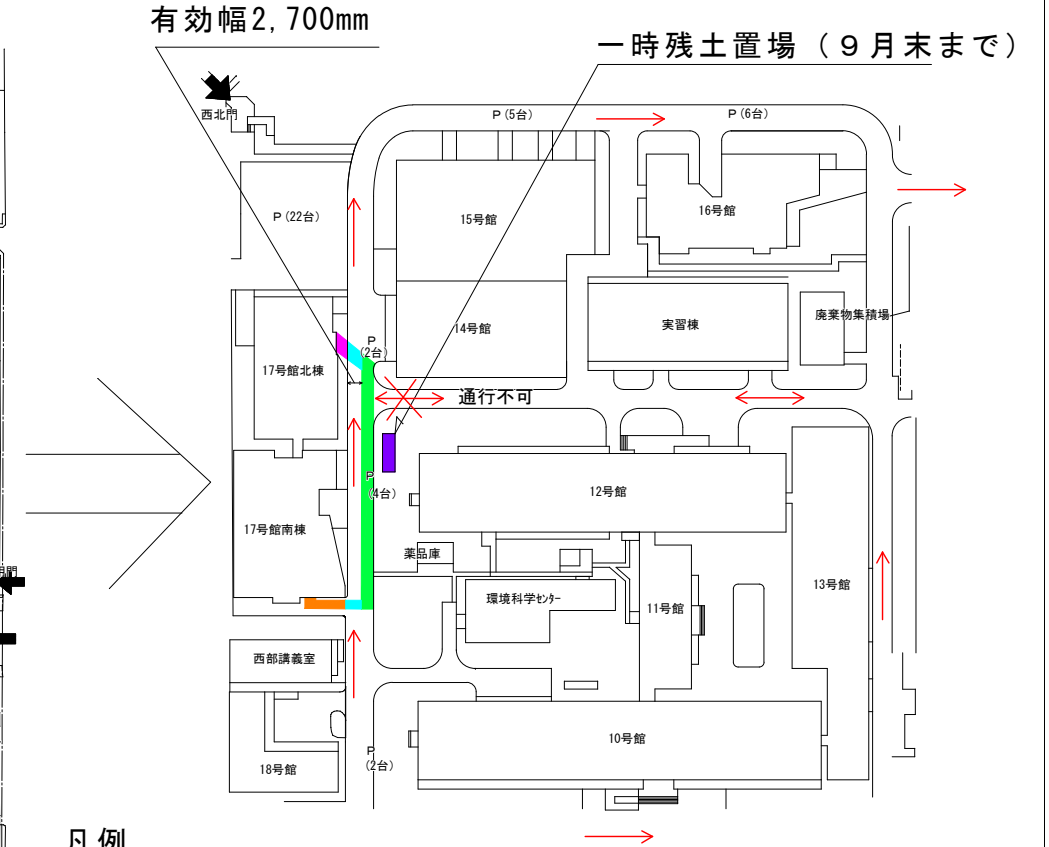 有効幅2,700mm
一時残土置場（９月末まで）
西北門
P(5台)
P(6台)
P(22台)
15号館
16号館
14号館
実習棟
廃棄物集積場
P
(2台)
17号館北棟
通行不可
P
(4台)
12号館
17号館南棟
薬品庫
環境科学ｾﾝﾀｰ
11号館
13号館
西部講義室
10号館
P
(2台)
18号館
凡例